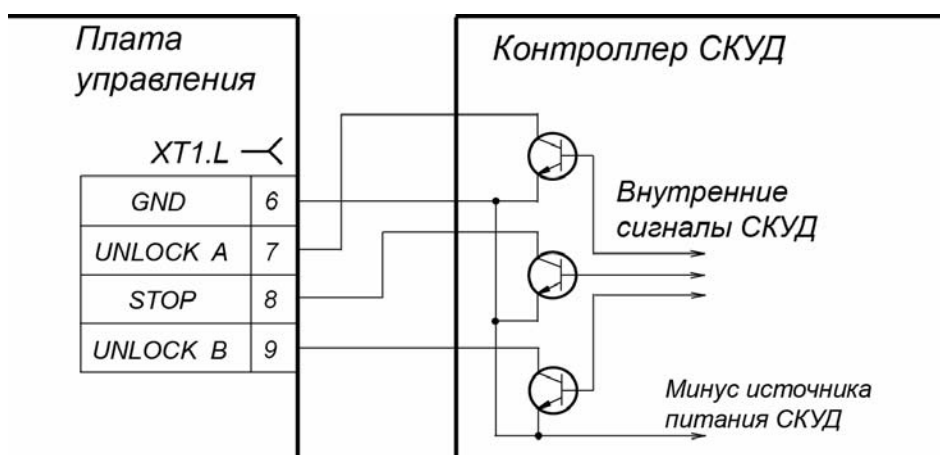 Плата
управления
XT1.L
GND 6
UNLOCK A 7
STOP 8
UNLOCK B 9
Контроллер СКУД
Внутренние
сигналы СКУД
Минус источника
питания СКУД